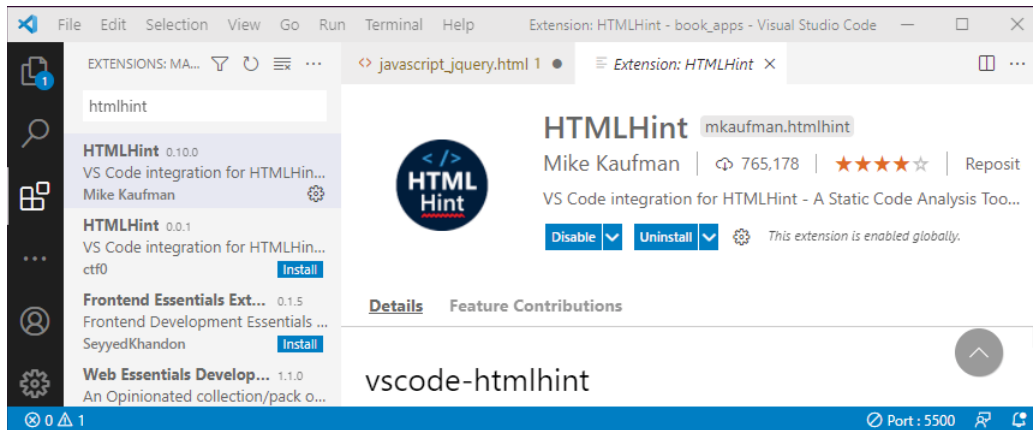 File Edit Selection View Go Run Terminal Help Extension: HTMLHint - book_apps - Visual Studio Code
EXTENSIONS: MA...
htmlhint
HTMLHint 0.10.0
VS Code integration for HTMLHin...
Mike Kaufman
HTMLHint 0.0.1
VS Code integration for HTMLHin...
ctf0 Install
Frontend Essentials Ext... 0.1.5
Frontend Development Essentials ...
SeyyedKhandon Install
Web Essentials Develop... 1.1.0
An Opinionated collection/pack o...
<> javascript_jquery.html 1 Extension: HTMLHint
</>
HTML
Hint
HTMLHint mkaufman.htmlhint
Mike Kaufman 765,178 Reposit
VS Code integration for HTMLHint - A Static Code Analysis Too...
Disable Uninstall This extension is enabled globally.
Details Feature Contributions
vscode-htmlhint
1
0 1 Port : 5500